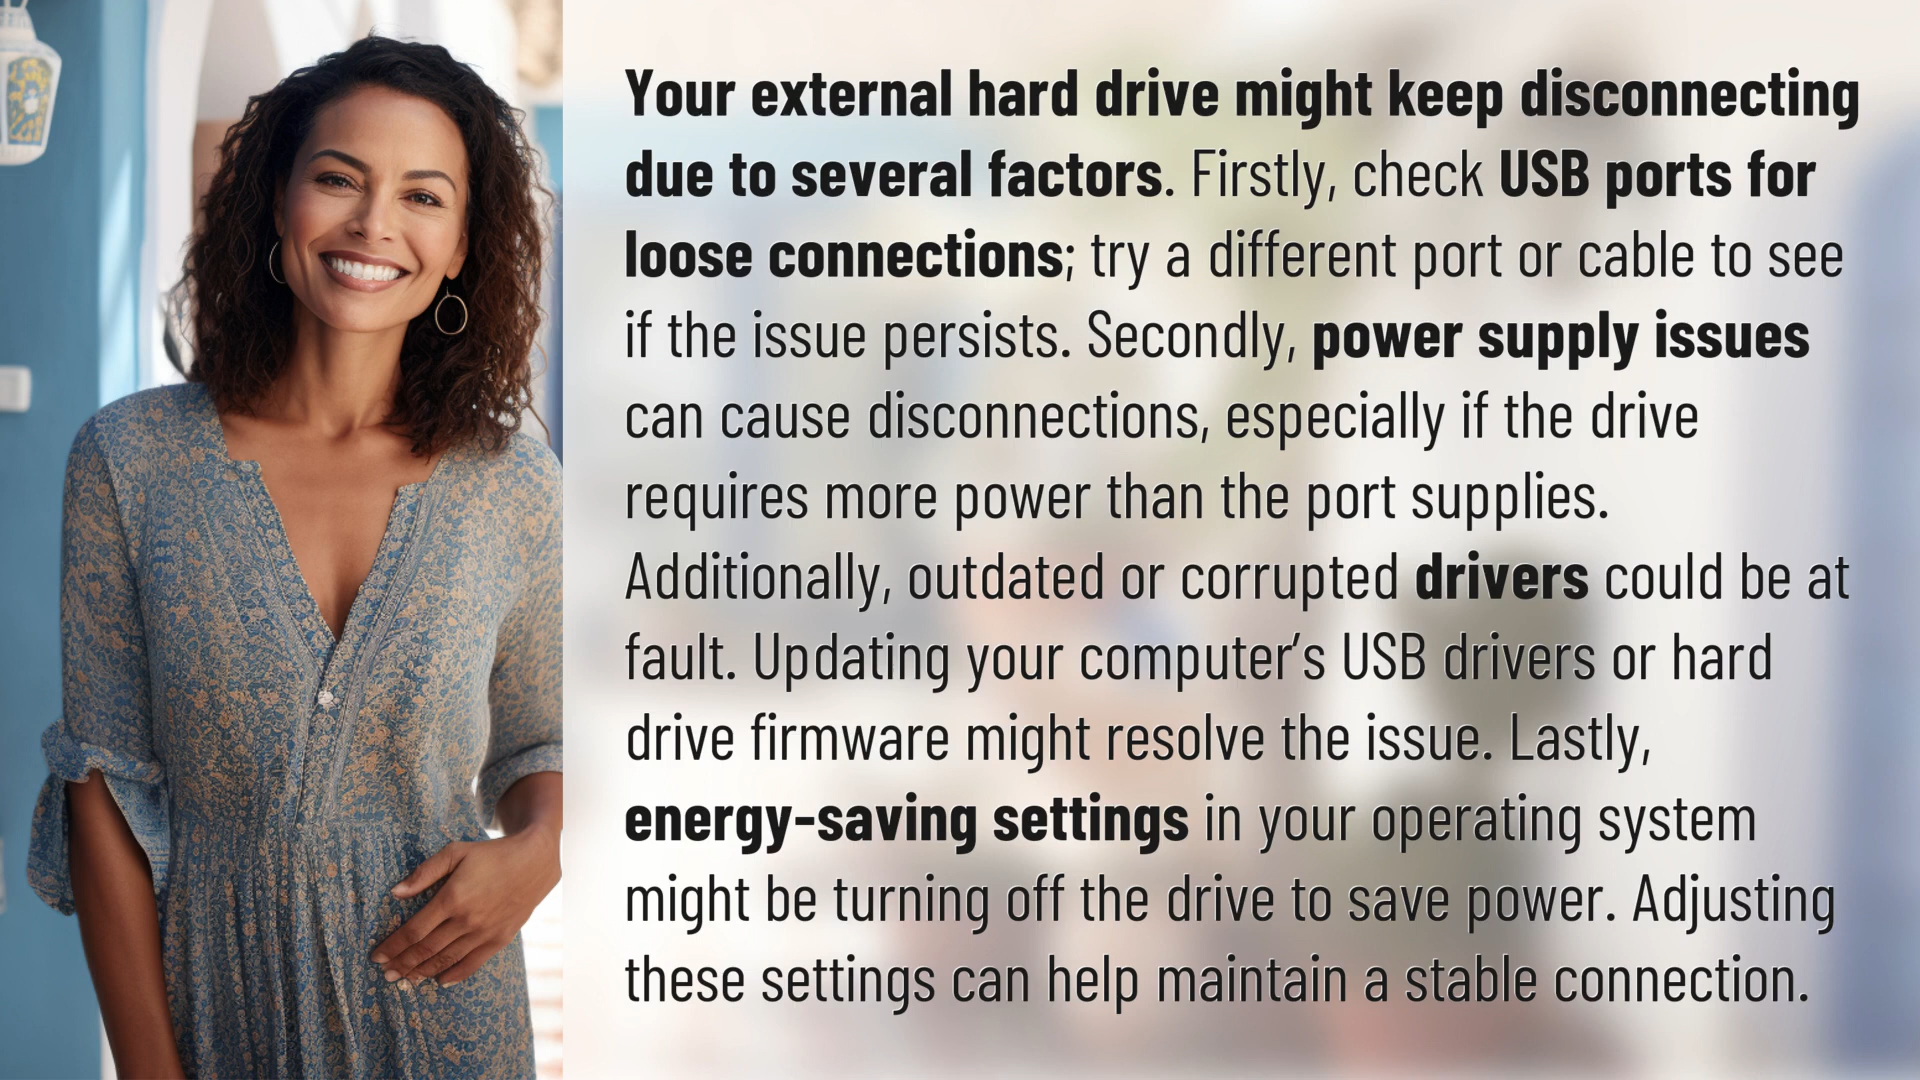 Your external hard drive might keep disconnecting
due to several factors. Firstly, check USB ports for
loose connections; try a different port or cable to see
if the issue persists. Secondly, power supply issues
can cause disconnections, especially if the drive
requires more power than the port supplies.
Additionally, outdated or corrupted drivers could be at
fault. Updating your computer’s USB drivers or hard
drive firmware might resolve the issue. Lastly,
energy-saving settings in your operating system
might be turning off the drive to save power. Adjusting
these settings can help maintain a stable connection.